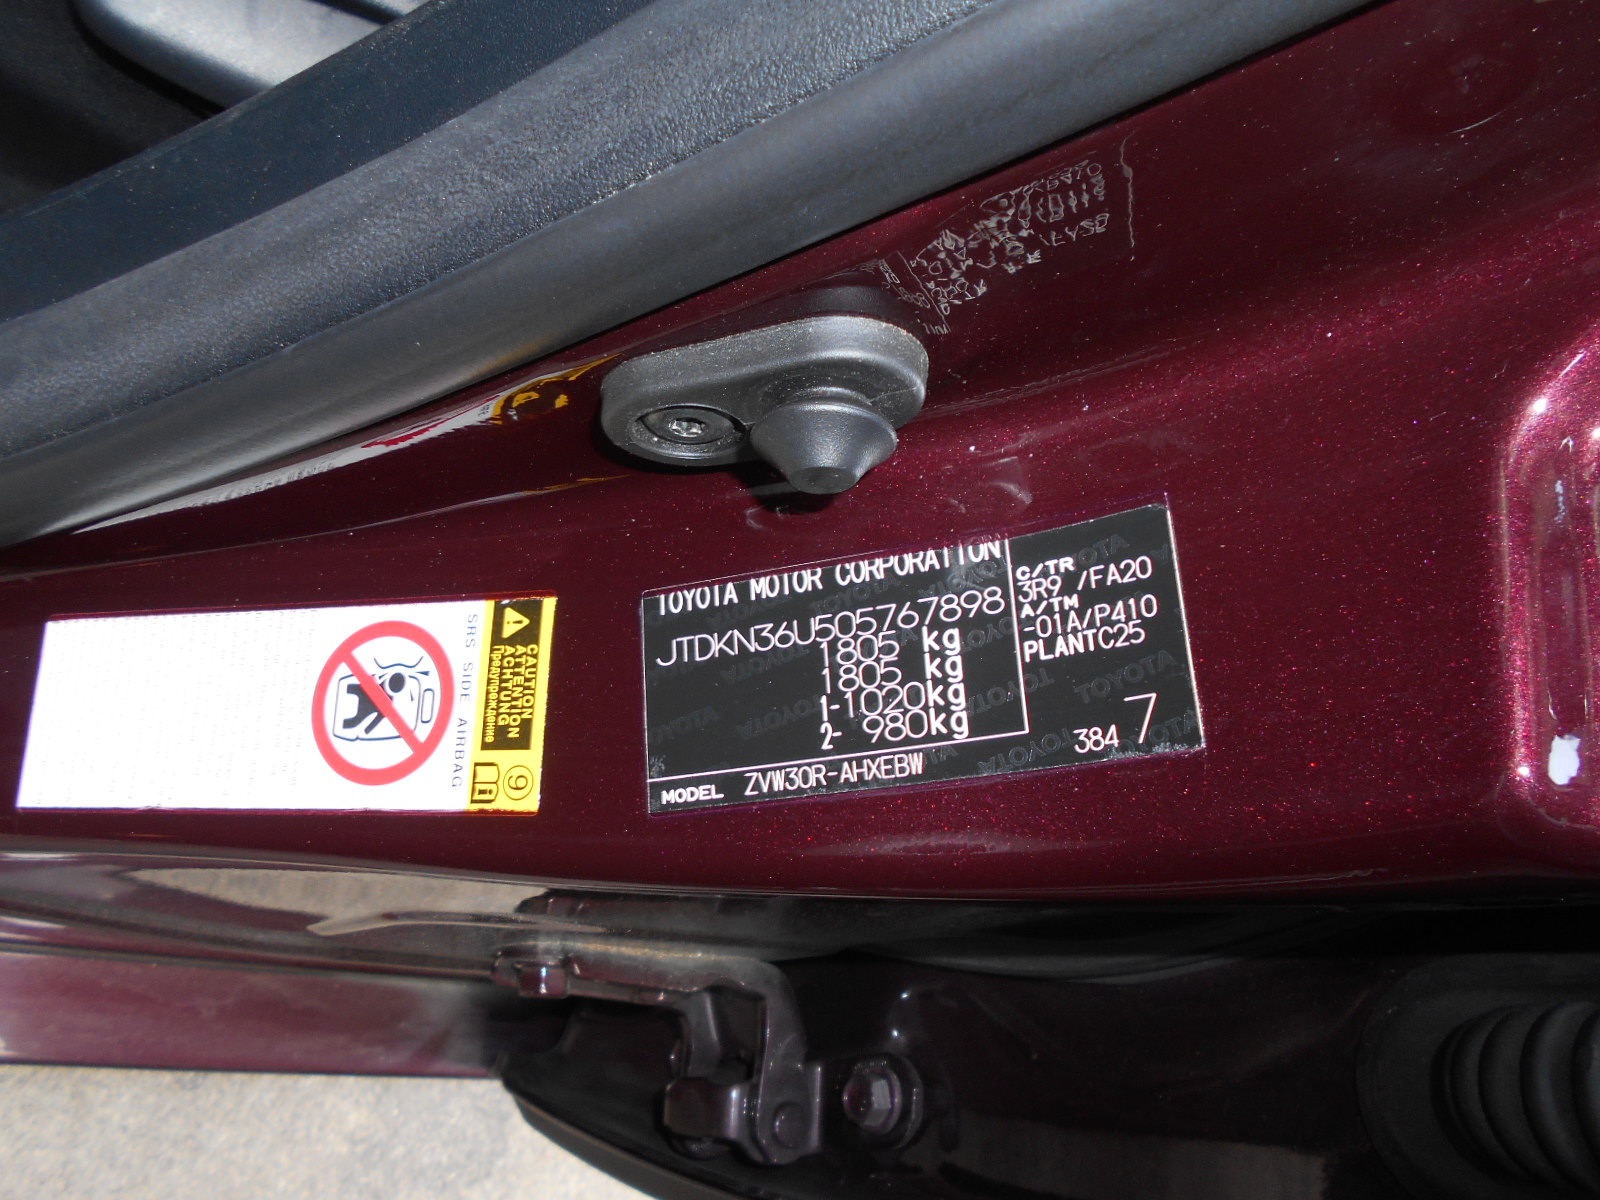 TOYOTA MOTOR CORPORATION
JTDKN36U505767898
1805 kg
1805 kg
1-1020kg
2- 980kg
MODEL ZVW30R-AHXEBW
C/TR
3R9 /FA20
A/TM
-01A/P410
PLANTC25
384 7
CAUTION
ATTENTION
ACHTUNG
Предупреждение
9
SRS SIDE AIRBAG